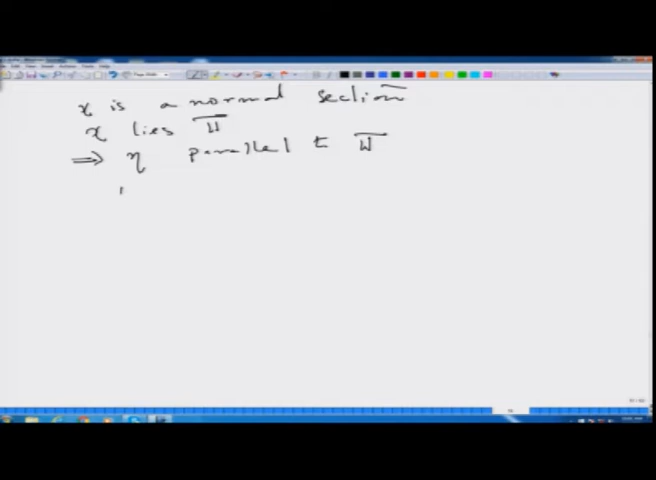 γ is a normal section
γ lies Π
⇒ η parallel to Π